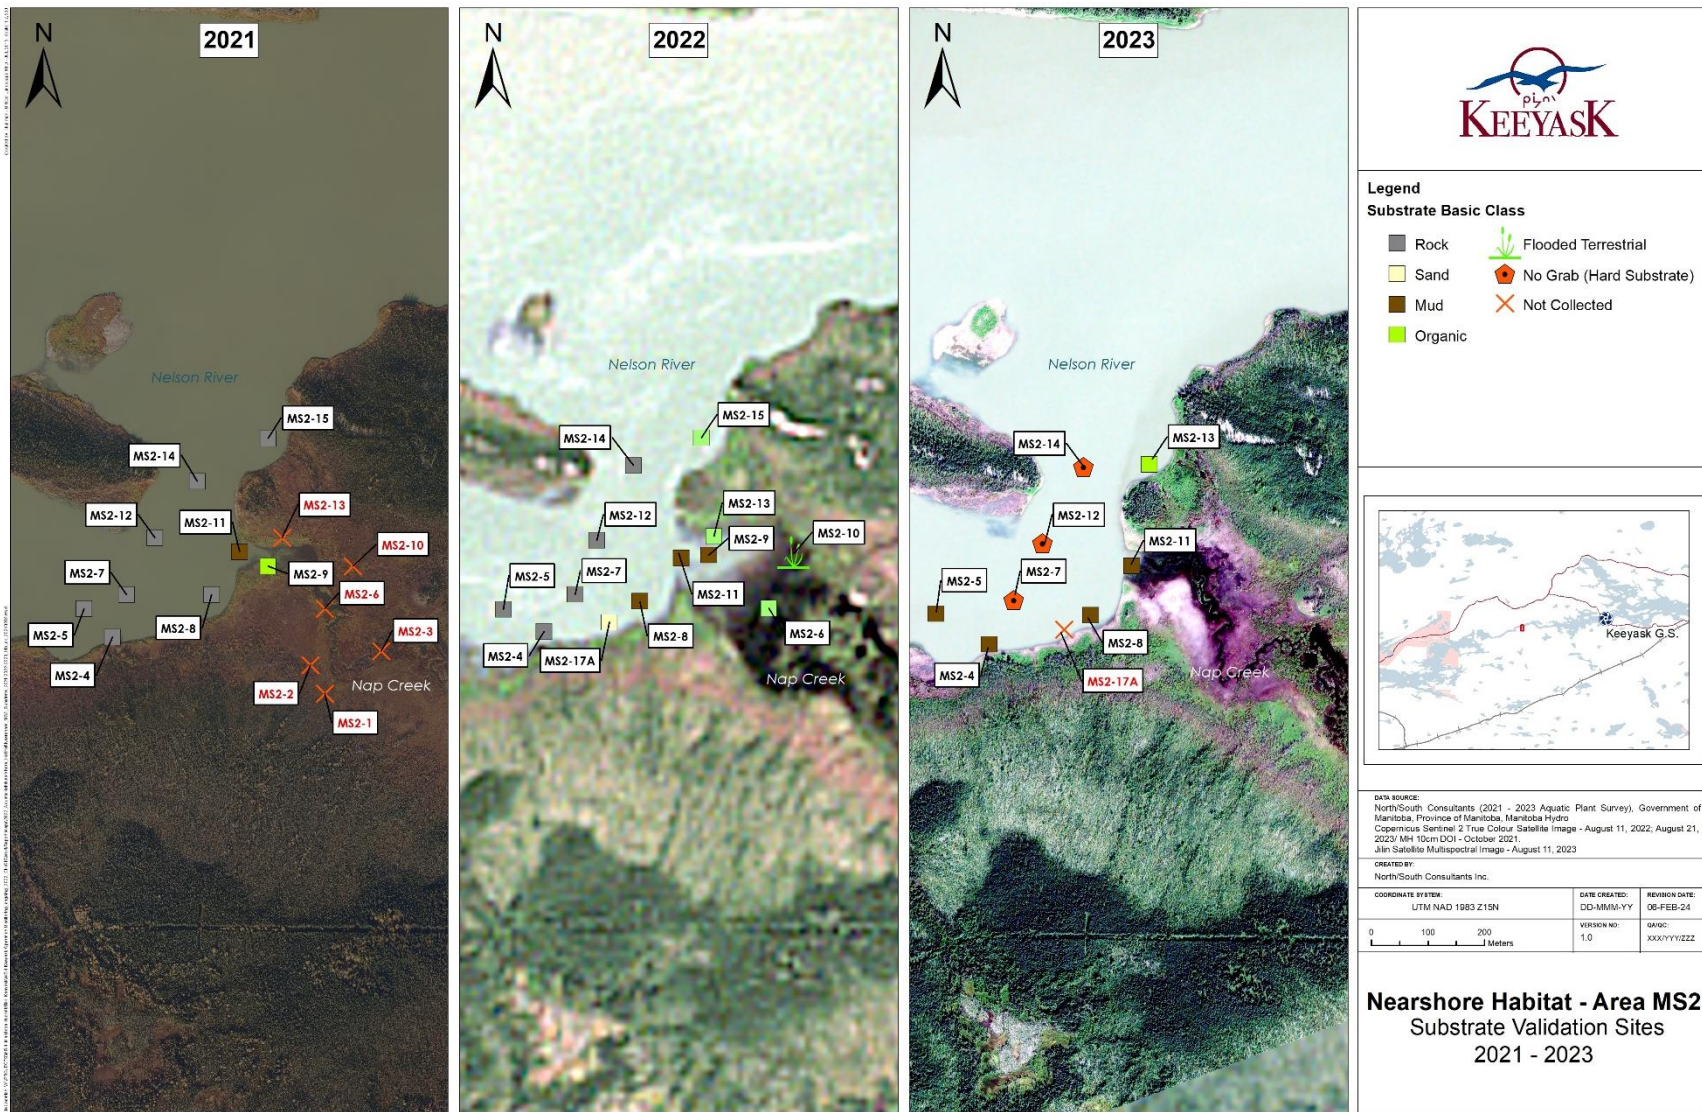 N
2021
Nelson River
MS2-15
MS2-14
MS2-13
MS2-12
MS2-11
MS2-10
MS2-7
MS2-9
MS2-6
MS2-5
MS2-8
MS2-3
MS2-4
MS2-2
Nap Creek
MS2-1
N
2022
Nelson River
MS2-15
MS2-14
MS2-13
MS2-12
MS2-9
MS2-10
MS2-5
MS2-7
MS2-11
MS2-8
MS2-6
MS2-4
MS2-17A
Nap Creek
N
2023
Nelson River
MS2-14
MS2-13
MS2-12
MS2-11
MS2-7
MS2-5
MS2-8
MS2-4
MS2-17A
Nap Creek
KEEYASK
Legend
Substrate Basic Class
Rock
Sand
Mud
Organic
Flooded Terrestrial
No Grab (Hard Substrate)
Not Collected
Keeyask G.S.
DATA SOURCE:
North/South Consultants (2021 - 2023 Aquatic Plant Survey), Government of
Manitoba, Province of Manitoba, Manitoba Hydro
Copernicus Sentinel 2 True Colour Satellite Image - August 11, 2022; August 21,
2023/ MH 10cm DOI - October 2021.
Jilin Satellite Multispectral Image - August 11, 2023
CREATED BY:
North/South Consultants Inc.
COORDINATE SYSTEM:
UTM NAD 1983 Z15N
DATE CREATED:
DD-MMM-YY
REVISION DATE:
06-FEB-24
0 100 200
Meters
VERSION NO:
1.0
QA/QC:
XXX/YYY/ZZZ
Nearshore Habitat - Area MS2
Substrate Validation Sites
2021 - 2023